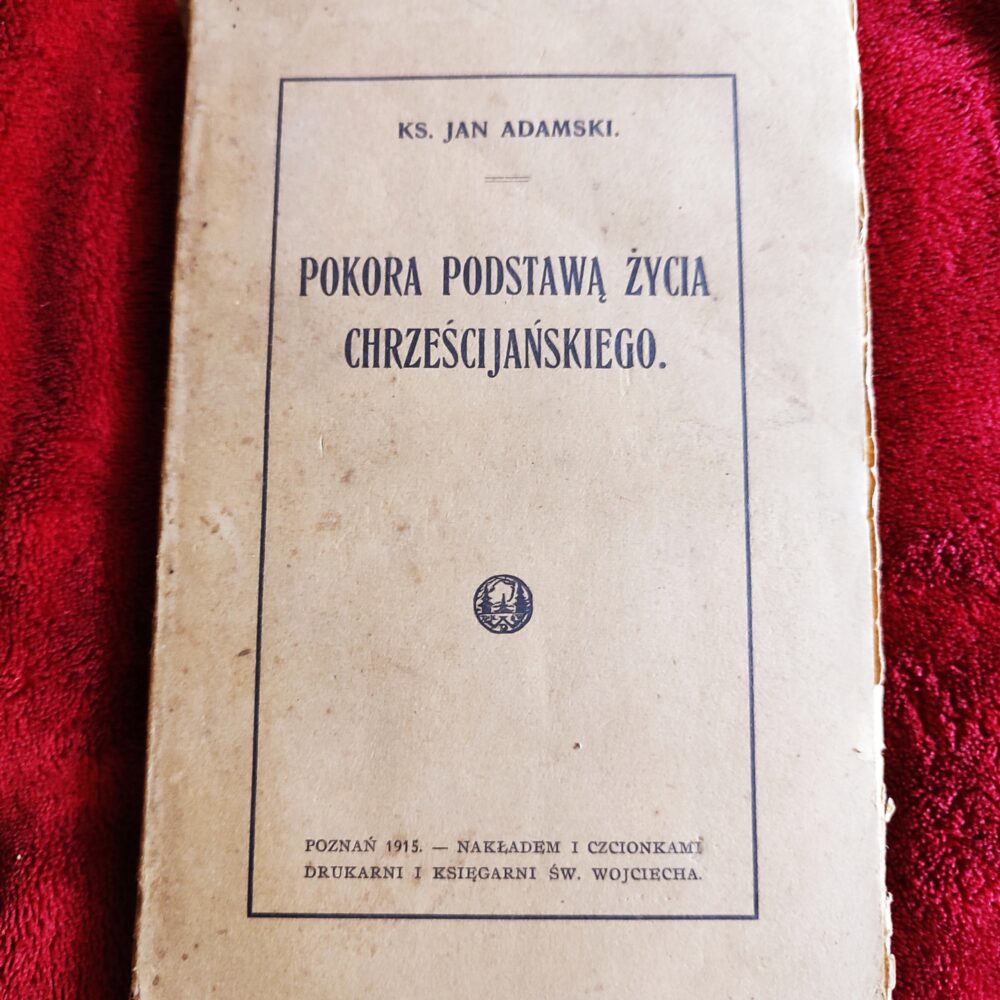 KS. JAN ADAMSKI.
POKORA PODSTAWĄ ŻYCIA
CHRZEŚCIJAŃSKIEGO.
POZNAŃ 1915. — NAKŁADEM I CZCIONKAMI
DRUKARNI I KSIĘGARNI ŚW. WOJCIECHA.